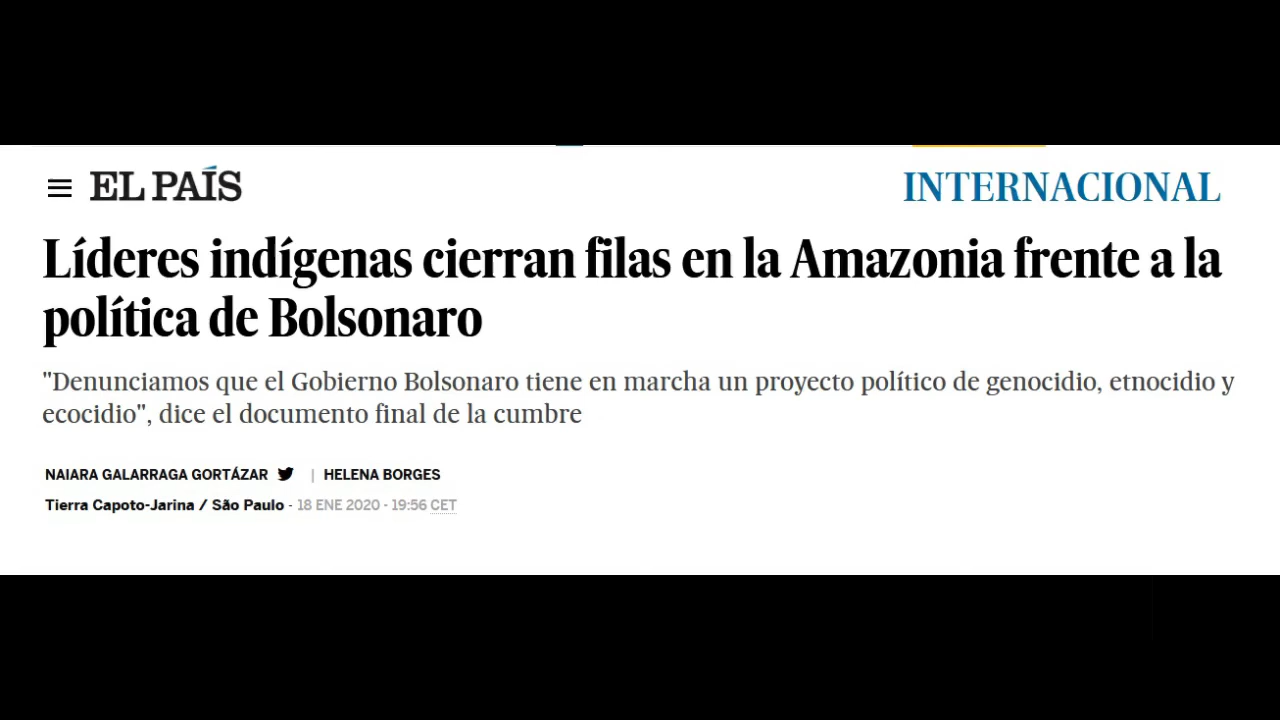 EL PAÍS
INTERNACIONAL
Líderes indígenas cierran filas en la Amazonia frente a la
política de Bolsonaro
"Denunciamos que el Gobierno Bolsonaro tiene en marcha un proyecto político de genocidio, etnocidio y
ecocidio", dice el documento final de la cumbre
NAIARA GALARRAGA GORTÁZAR | HELENA BORGES
Tierra Capoto-Jarina / São Paulo - 18 ENE 2020 - 19:56 CET